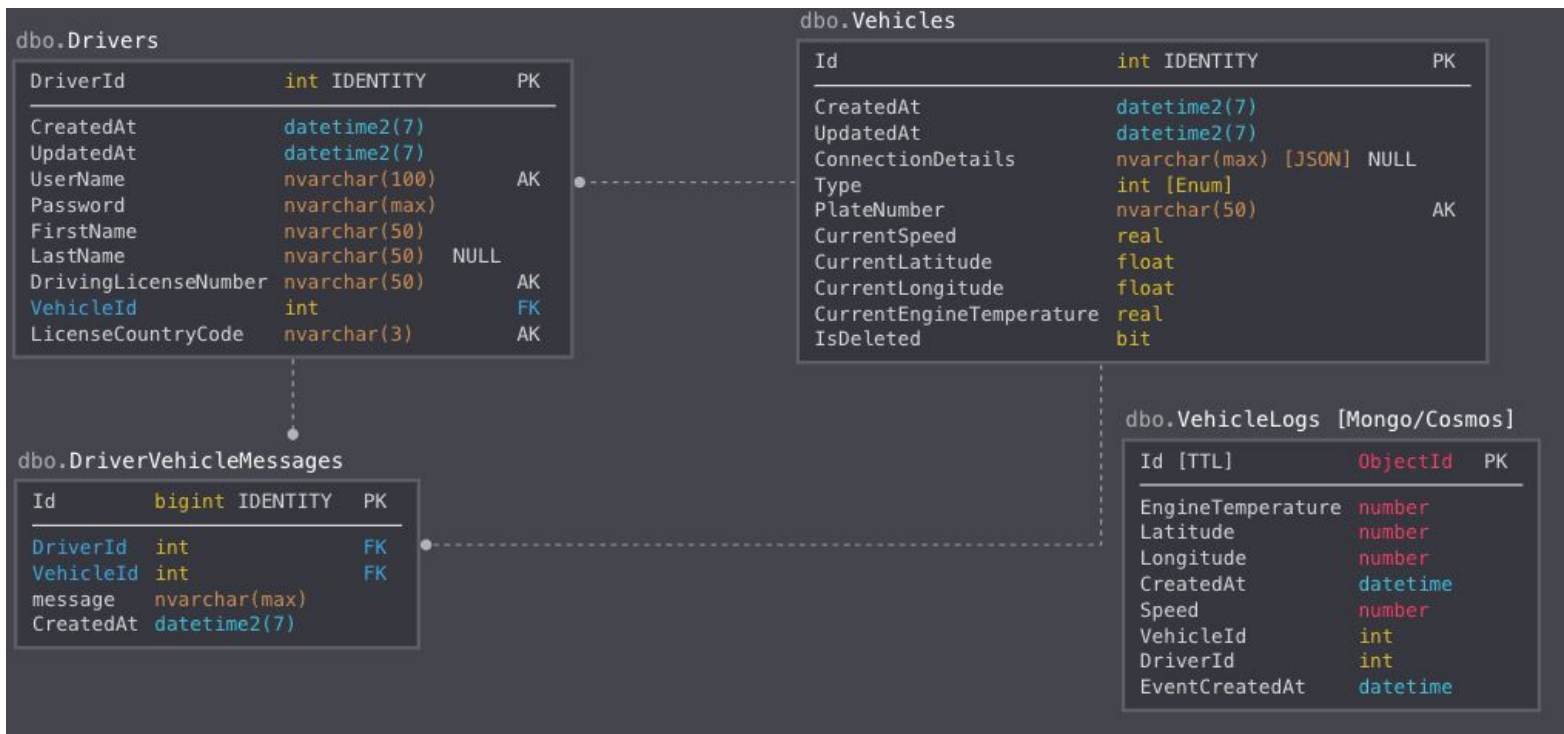 dbo.Drivers
DriverId int IDENTITY PK
CreatedAt datetime2(7)
UpdatedAt datetime2(7)
UserName nvarchar(100) AK
Password nvarchar(max)
FirstName nvarchar(50)
LastName nvarchar(50) NULL
DrivingLicenseNumber nvarchar(50) AK
VehicleId int FK
LicenseCountryCode nvarchar(3) AK
dbo.Vehicles
Id int IDENTITY PK
CreatedAt datetime2(7)
UpdatedAt datetime2(7)
ConnectionDetails nvarchar(max) [JSON] NULL
Type int [Enum]
PlateNumber nvarchar(50) AK
CurrentSpeed real
CurrentLatitude float
CurrentLongitude float
CurrentEngineTemperature real
IsDeleted bit
dbo.DriverVehicleMessages
Id bigint IDENTITY PK
DriverId int FK
VehicleId int FK
message nvarchar(max)
CreatedAt datetime2(7)
dbo.VehicleLogs [Mongo/Cosmos]
Id [TTL] ObjectId PK
EngineTemperature number
Latitude number
Longitude number
CreatedAt datetime
Speed number
VehicleId int
DriverId int
EventCreatedAt datetime